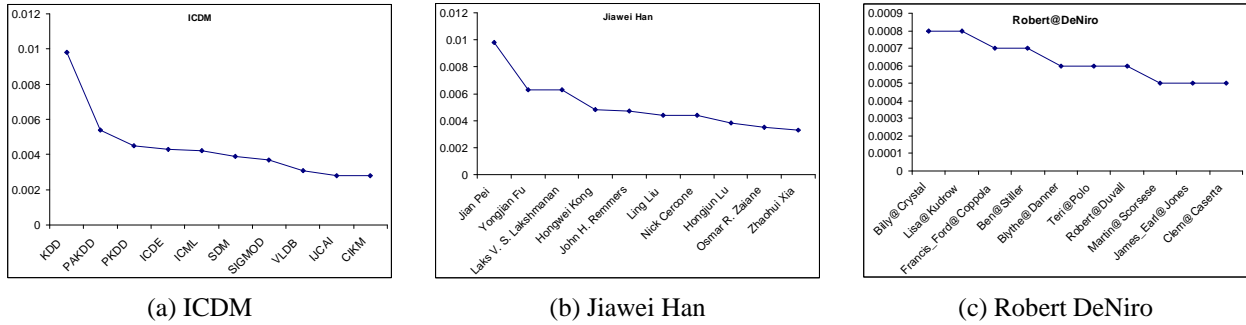 ICDM
0.012
0.01
0.008
0.006
0.004
0.002
0
KDD
PAKDD
PKDD
ICDE
ICML
SDM
SIGMOD
VLDB
IJCAI
CIKM
(a) ICDM
Jiawei Han
0.012
0.01
0.008
0.006
0.004
0.002
0
Jian Pei
Yongjian Fu
Laks V. S. Lakshmanan
Hongwei Kong
John H. Remmers
Ling Liu
Nick Cercone
Hongjun Lu
Osmar R. Zaiane
Zhaohui Xia
(b) Jiawei Han
Robert@DeNiro
0.0009
0.0008
0.0007
0.0006
0.0005
0.0004
0.0003
0.0002
0.0001
0
Billy@Crystal
Lisa@Kudrow
Francis_Ford@Coppola
Ben@Stiller
Blythe@Danner
Teri@Polo
Robert@Duvall
Martin@Scorsese
James_Earl@Jones
Clem@Casertta
(c) Robert DeNiro